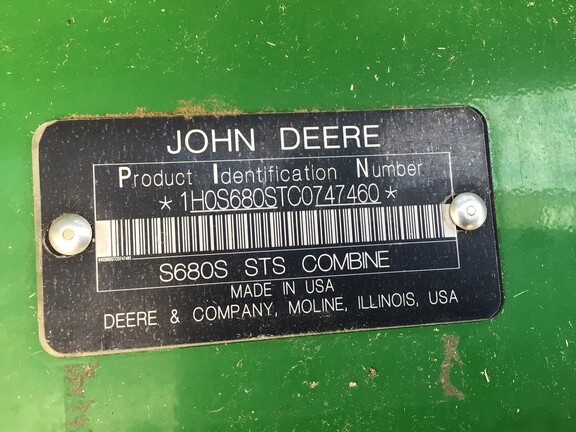 JOHN DEERE
Product Identification Number
*1H0S680STC0747460*
S680S STS COMBINE
MADE IN USA
DEERE & COMPANY, MOLINE, ILLINOIS, USA